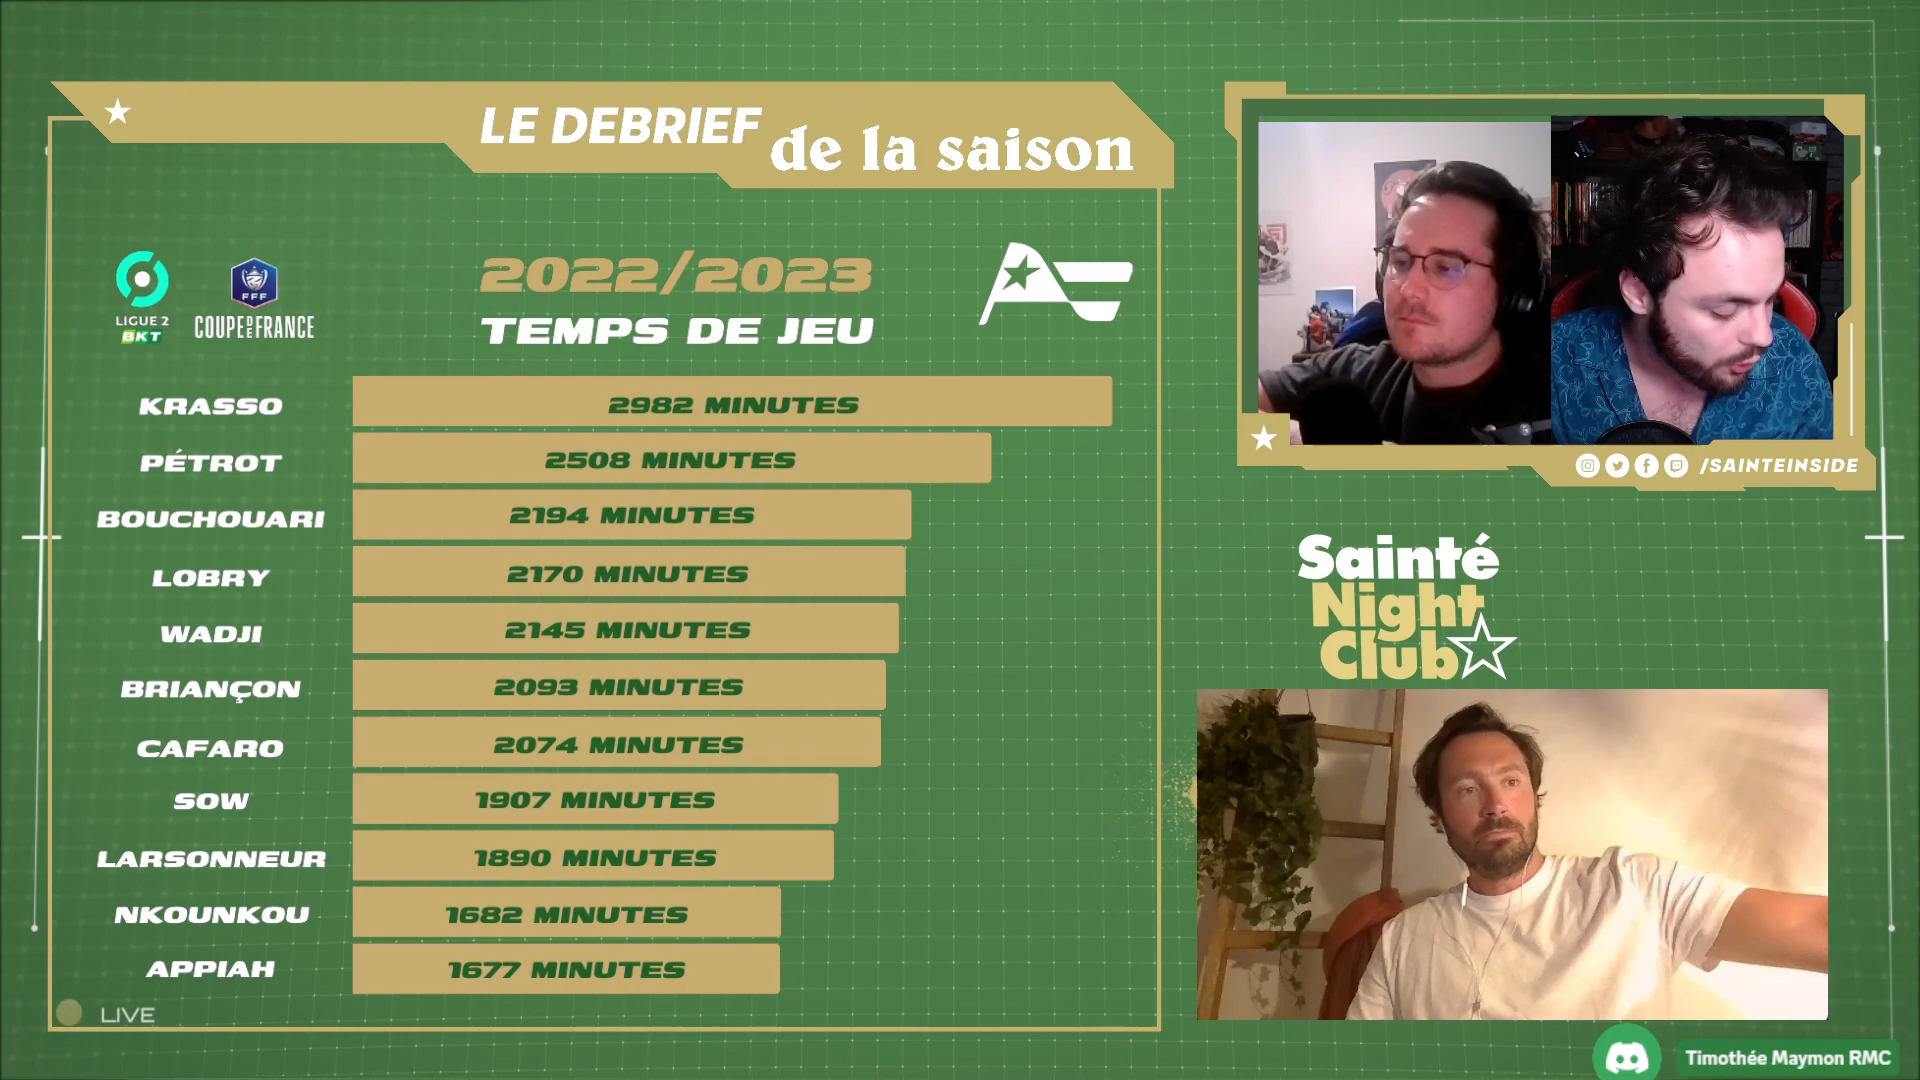 LE DEBRIEF
de la saison
LIGUE 2
BKT
FFF
COUPE DE FRANCE
2022/2023
TEMPS DE JEU
KRASSO 2982 MINUTES
PÉTROT 2508 MINUTES
BOUCHOUARI 2194 MINUTES
LOBRY 2170 MINUTES
WADJI 2145 MINUTES
BRIANÇON 2093 MINUTES
CAFARO 2074 MINUTES
SOW 1907 MINUTES
LARSONNEUR 1890 MINUTES
NKOUNKOU 1682 MINUTES
APPIAH 1677 MINUTES
LIVE
/SAINTEINSIDE
Sainté
Night
Club
Timothée Maymon RMC